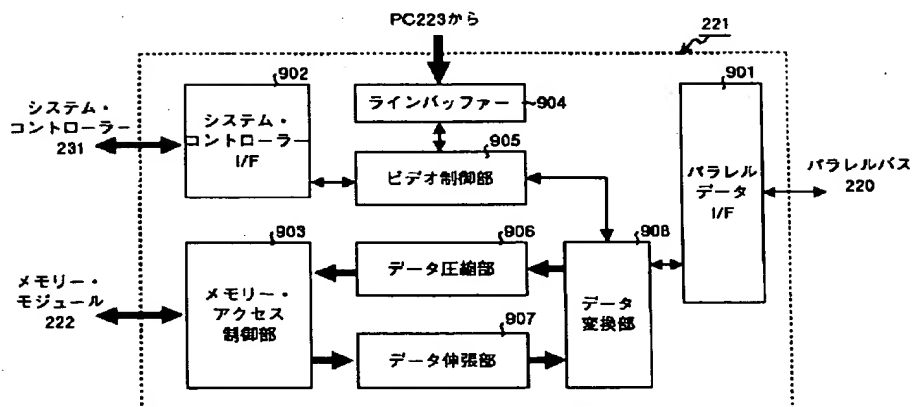 PC223から
221
902
901
システム・
コントローラー
231
システム・
コントローラー
I/F
ラインバッファー
904
905
ビデオ制御部
パラレル
データ
I/F
パラレルバス
220
903
906
908
メモリー・
モジュール
222
メモリー・
アクセス
制御部
データ圧縮部
907
データ伸張部
データ
変換部